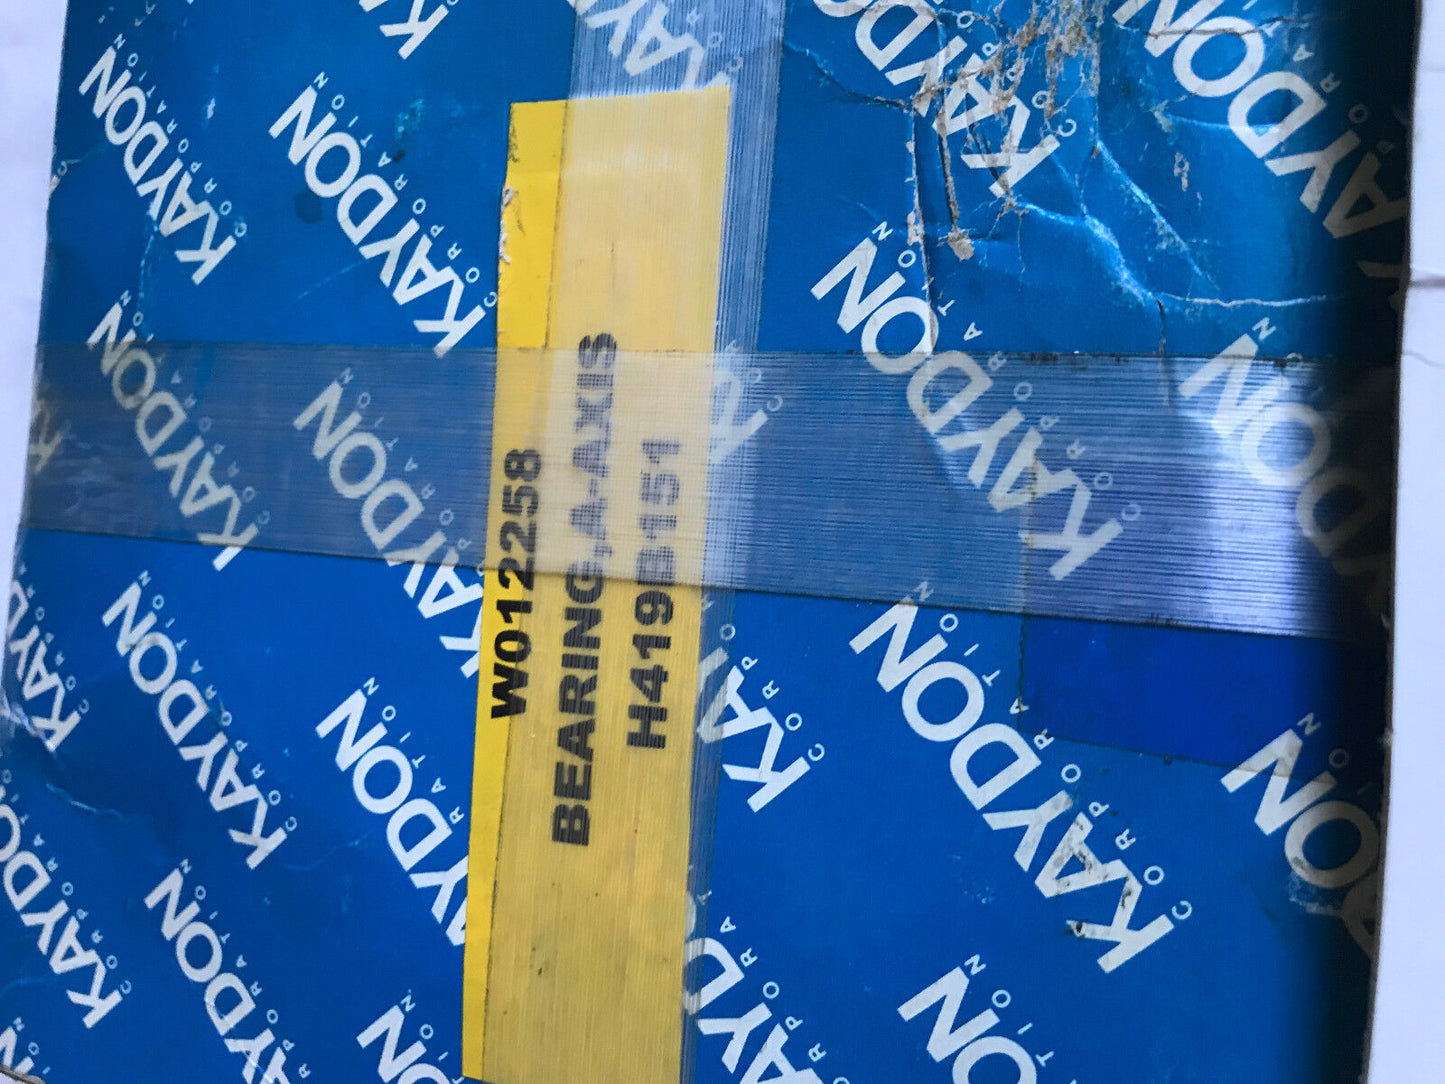 W012258
BEARING,A-AXIS
H419B151
KAYDON
CORPORATION